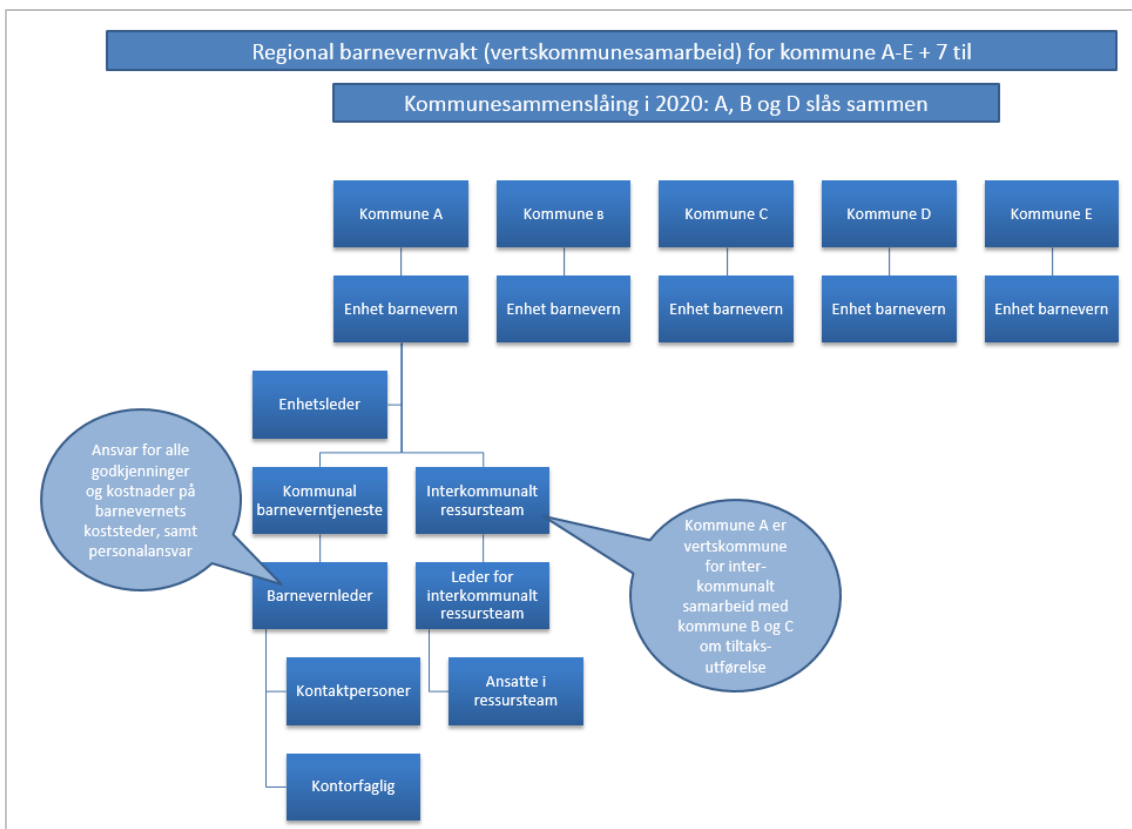 Regional barnevernvakt (vertskommunesamarbeid) for kommune A-E + 7 til
Kommunesammenslåing i 2020: A, B og D slås sammen
Kommune A
Kommune B
Kommune C
Kommune D
Kommune E
Enhet barnevern
Enhet barnevern
Enhet barnevern
Enhet barnevern
Enhet barnevern
Enhetsleder
Ansvar for alle
godkjenninger
og kostnader på
barnevernets
koststeder, samt
personalansvar
Kommunal
barneverntjeneste
Interkommunalt
ressursteam
Kommune A er
vertskommune
for inter-
kommunalt
samarbeid med
kommune B og C
om tiltaks-
utførelse
Barnevernleder
Leder for
interkommunalt
ressursteam
Kontaktpersoner
Ansatte i
ressursteam
Kontorfaglig